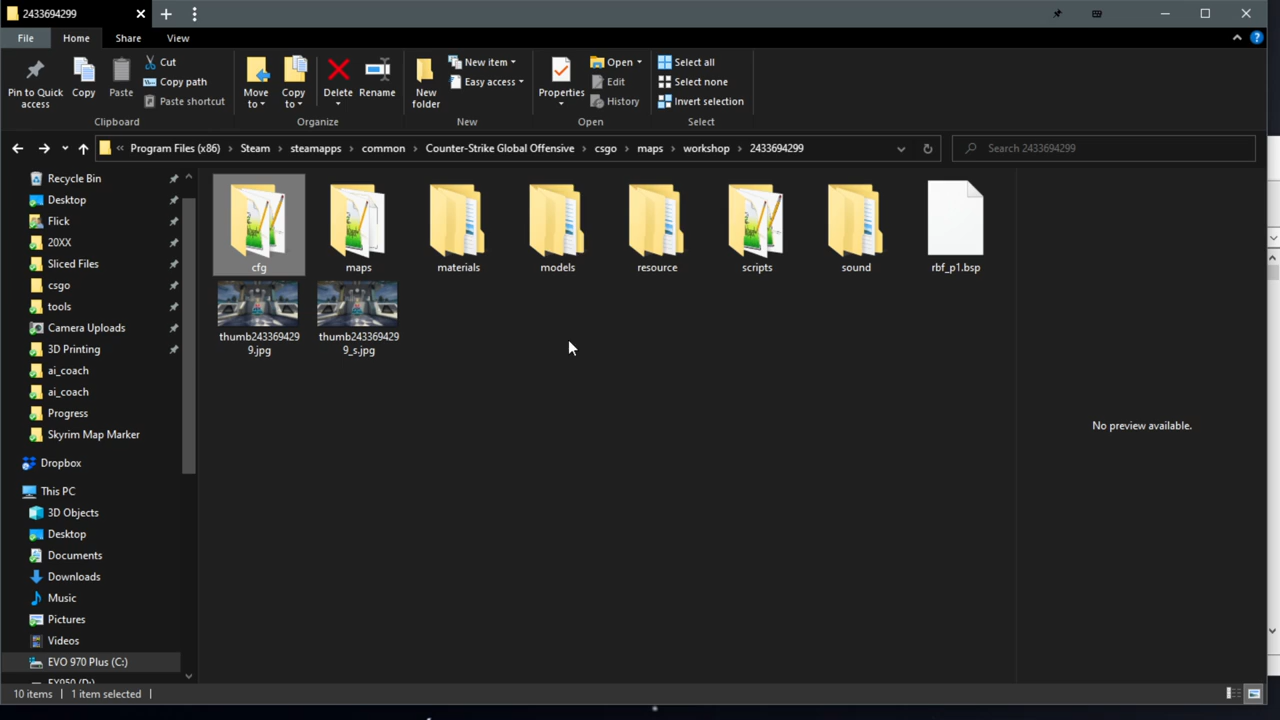 2433694299
File
Home
Share
View
Pin to Quick access
Copy
Paste
Cut
Copy path
Paste shortcut
Clipboard
Move to
Copy to
Delete
Rename
Organize
New folder
New item
Easy access
New
Properties
Open
Edit
History
Open
Select all
Select none
Invert selection
Select
« Program Files (x86) > Steam > steamapps > common > Counter-Strike Global Offensive > csgo > maps > workshop > 2433694299
Search 2433694299
Recycle Bin
Desktop
Flick
20XX
Sliced Files
csgo
tools
Camera Uploads
3D Printing
ai_coach
ai_coach
Progress
Skyrim Map Marker
Dropbox
This PC
3D Objects
Desktop
Documents
Downloads
Music
Pictures
Videos
EVO 970 Plus (C:)
cfg
maps
materials
models
resource
scripts
sound
rbf_p1.bsp
thumb243369429
9.jpg
thumb243369429
9_s.jpg
No preview available.
10 items
1 item selected